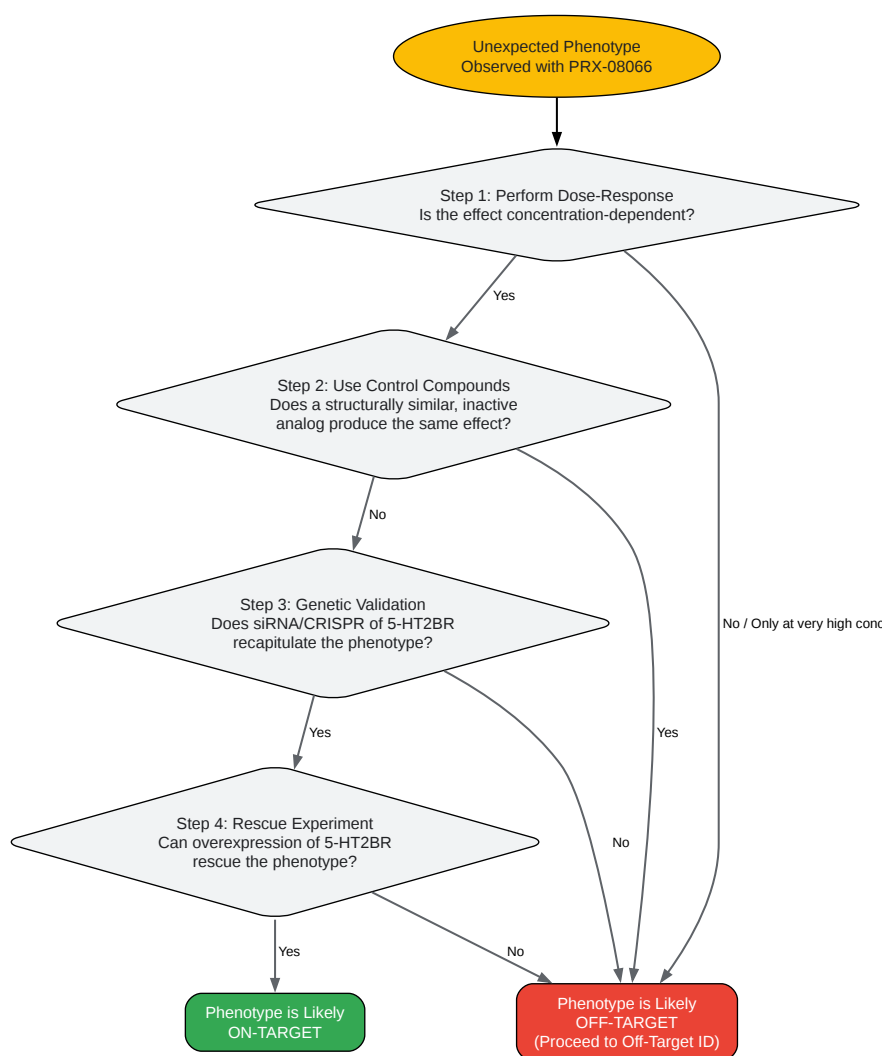 Unexpected Phenotype
Observed with PRX-08066
Step 1: Perform Dose-Response
Is the effect concentration-dependent?
Yes
Step 2: Use Control Compounds
Does a structurally similar, inactive
analog produce the same effect?
No
Step 3: Genetic Validation
Does siRNA/CRISPR of 5-HT2BR
recapitulate the phenotype?
No / Only at very high conc
Yes
Yes
Step 4: Rescue Experiment
Can overexpression of 5-HT2BR
rescue the phenotype?
No
Yes
No
Phenotype is Likely
ON-TARGET
Phenotype is Likely
OFF-TARGET
(Proceed to Off-Target ID)